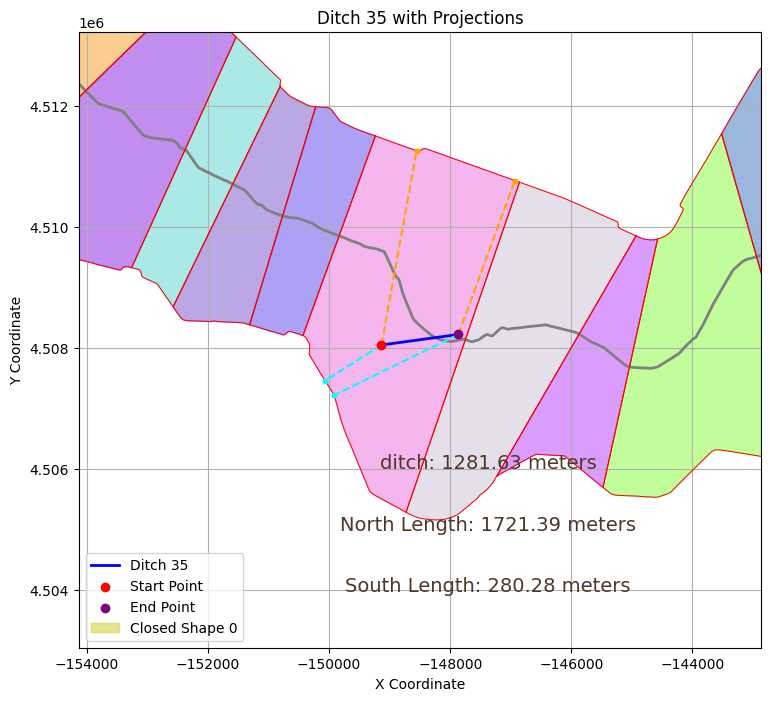 Ditch 35 with Projections
1e6
4.512
4.510
4.508
4.506
4.504
Y Coordinate
ditch: 1281.63 meters
North Length: 1721.39 meters
South Length: 280.28 meters
Ditch 35
Start Point
End Point
Closed Shape 0
−154000 −152000 −150000 −148000 −146000 −144000
X Coordinate